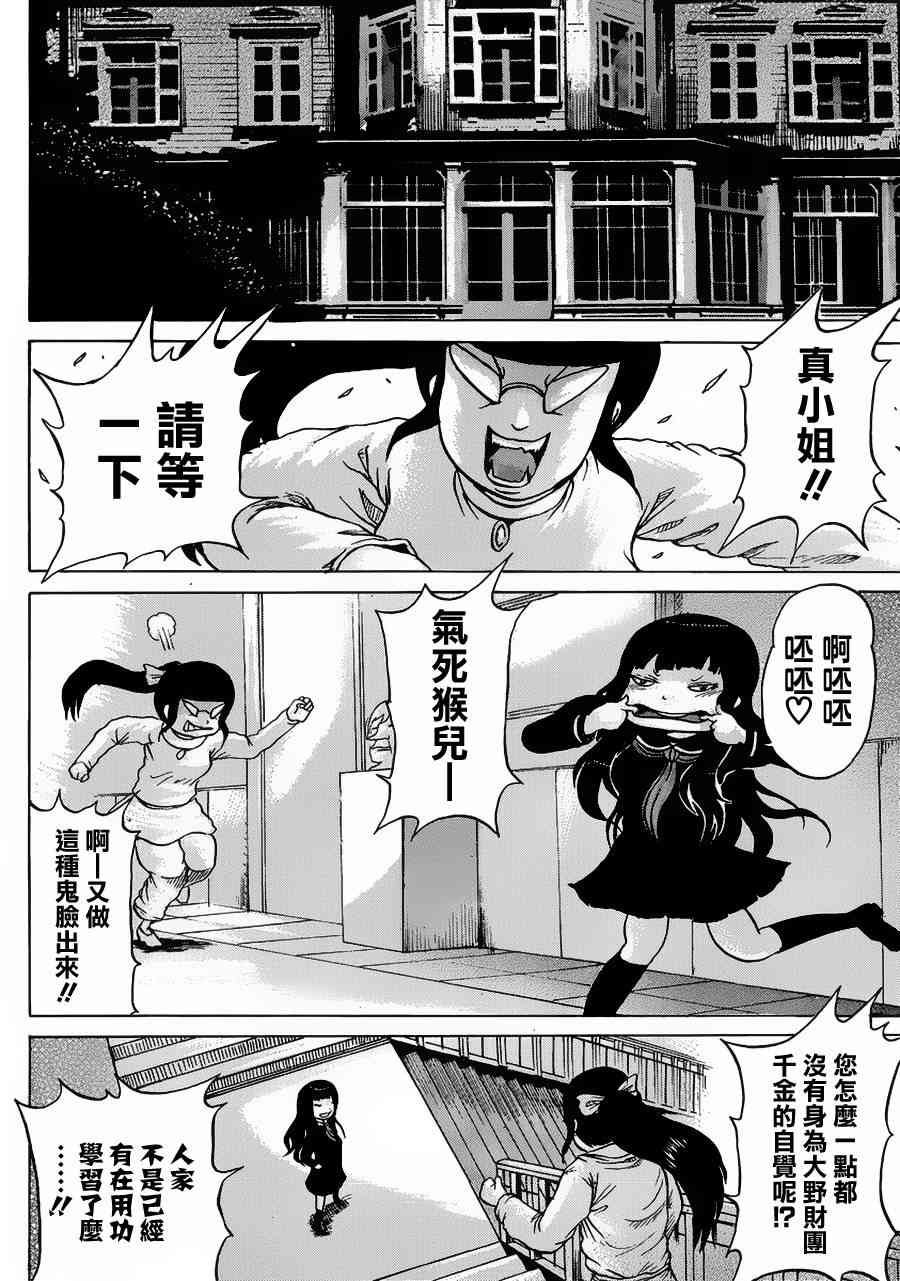 真小姐!!
請等
一下
啊呸呸
呸呸♡
氣死猴兒ー
啊ー又做
這種鬼臉出來!!
您怎麼一點都
沒有身為大野財團
千金的自覺呢!?
人家
不是已經
有在用功
學習了麼
……!!